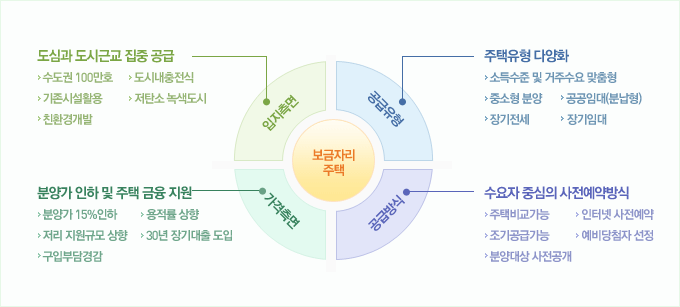 도심과 도시근교 집중 공급
› 수도권 100만호 › 도시내충전식
› 기존시설활용 › 저탄소 녹색도시
› 친환경개발
주택유형 다양화
› 소득수준 및 거주수요 맞춤형
› 중소형 분양 › 공공임대(분납형)
› 장기전세 › 장기임대
입지측면
공급유형
보금자리
주택
가격측면
공급방식
분양가 인하 및 주택 금융 지원
› 분양가 15%인하 › 용적률 상향
› 저리 지원규모 상향 › 30년 장기대출 도입
› 구입부담경감
수요자 중심의 사전예약방식
› 주택비교가능 › 인터넷 사전예약
› 조기공급가능 › 예비당첨자 선정
› 분양대상 사전공개